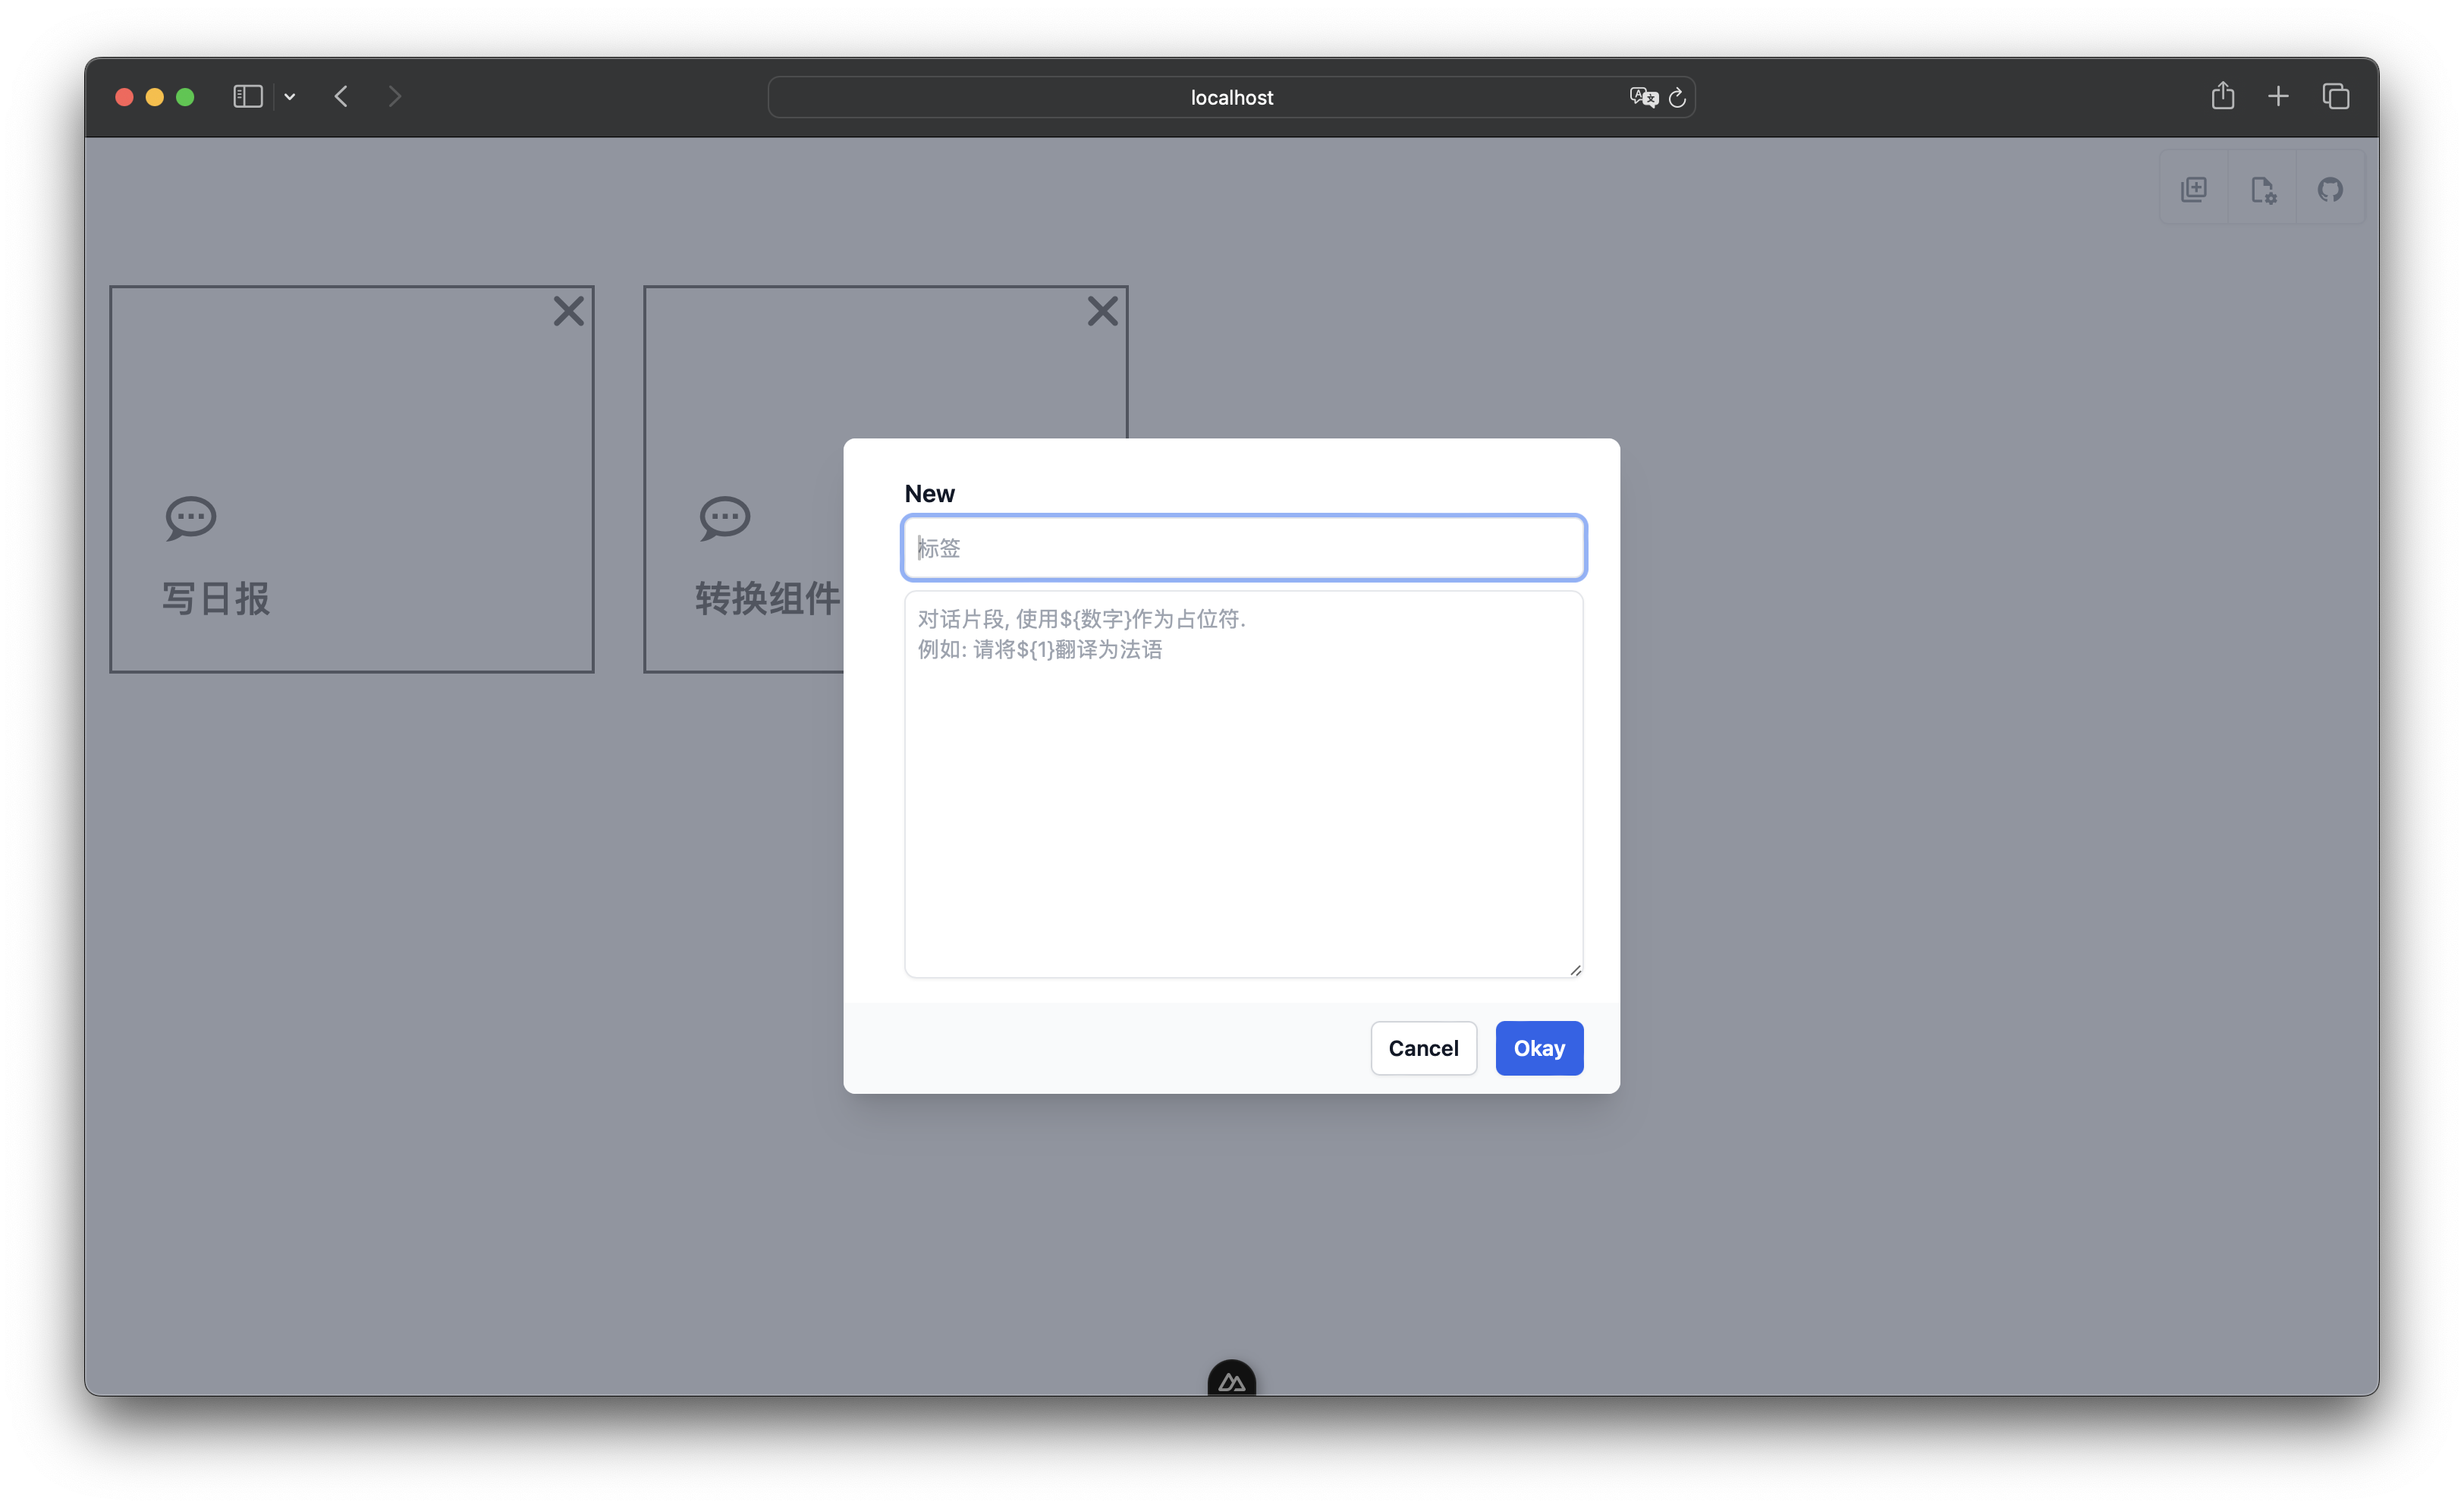 localhost
写日报
转换组件
New
标签
对话片段, 使用${数字}作为占位符.
例如: 请将${1}翻译为法语
Cancel
Okay